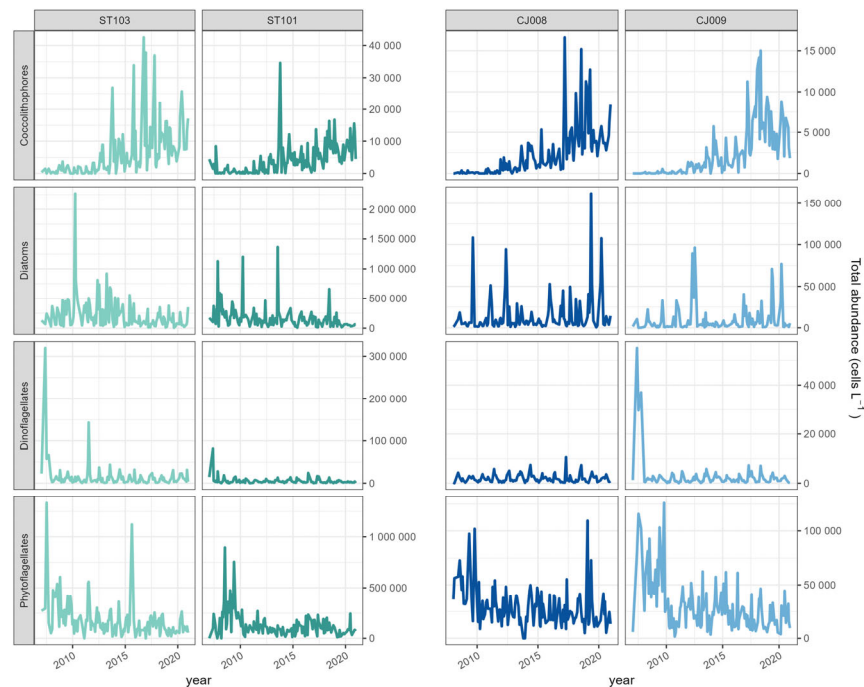 ST103 ST101 CJ008 CJ009
Coccolithophores
40 000
30 000
20 000
10 000
0
15 000
10 000
5 000
0
Diatoms
2 000 000
1 500 000
1 000 000
500 000
0
150 000
100 000
50 000
0
Dinoflagellates
300 000
200 000
100 000
0
40 000
20 000
0
Phytoflagellates
1 000 000
500 000
0
100 000
50 000
0
Total abundance (cells L⁻¹)
2010 2015 2020 2010 2015 2020 2010 2015 2020 2010 2015 2020
year year